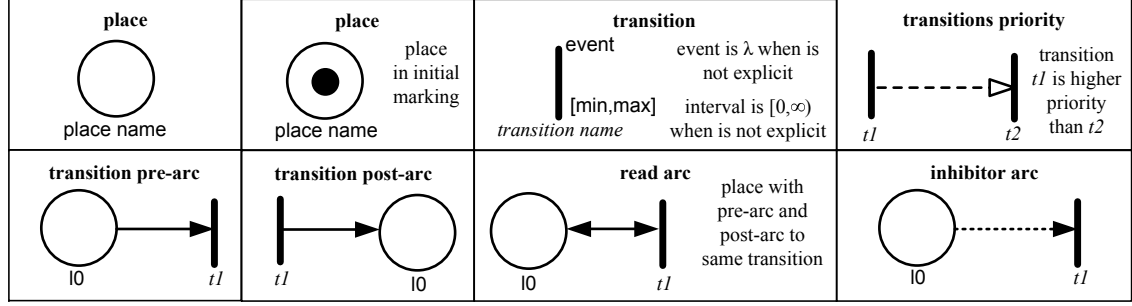 place
place name
place
place
in initial
marking
place name
transition
event
event is λ when is
not explicit
[min,max]
interval is [0,∞)
transition name
when is not explicit
transitions priority
transition
t1 is higher
priority
than t2
t1
t2
transition pre-arc
l0
t1
transition post-arc
t1
l0
read arc
place with
pre-arc and
post-arc to
same transition
l0
t1
inhibitor arc
l0
t1